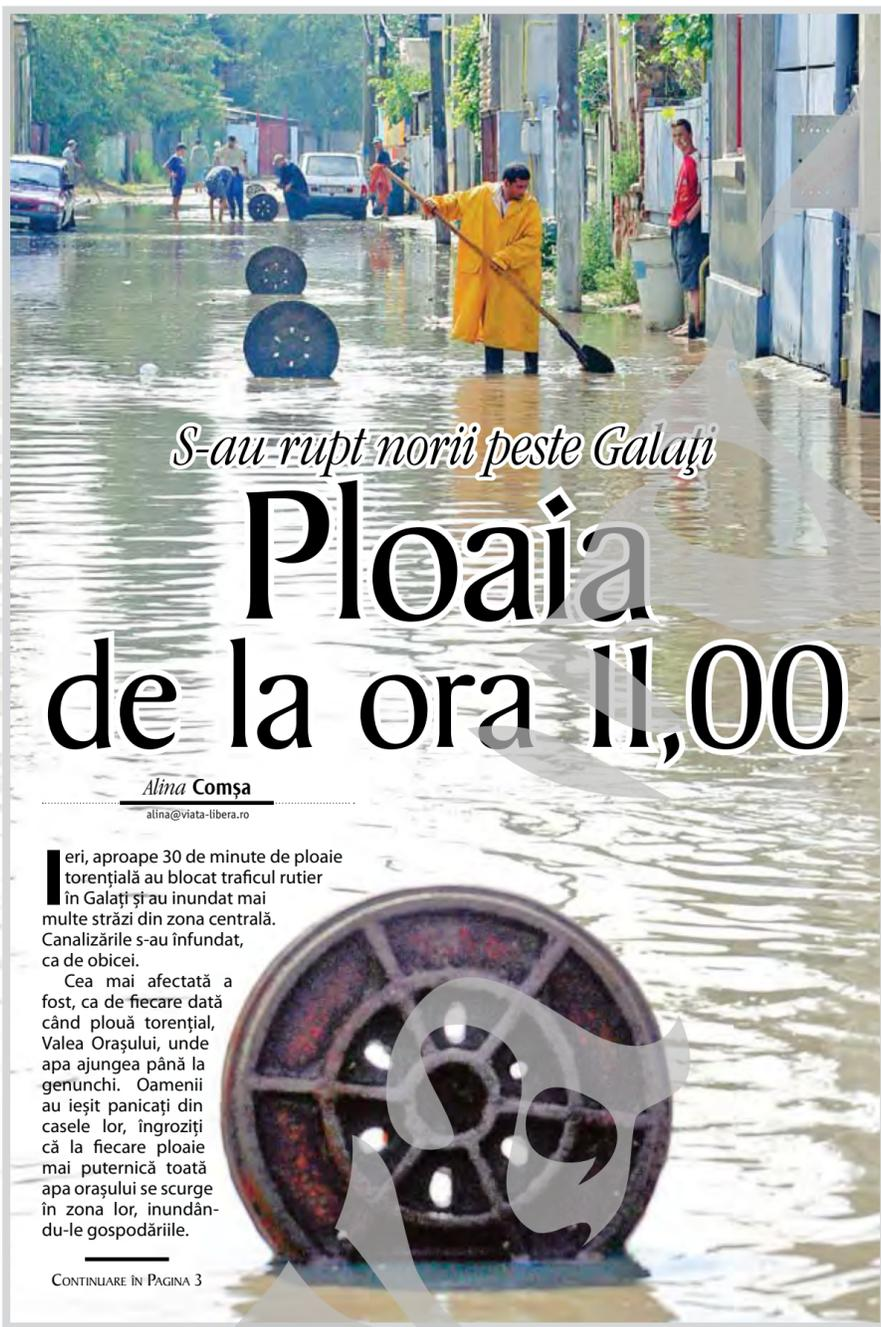 S-au rupt norii peste Galaţi
Ploaia
de la ora 11,00
Alina Comşa
alina@viata-libera.ro
Ieri, aproape 30 de minute de ploaie
torenţială au blocat traficul rutier
în Galaţi şi au inundat mai
multe străzi din zona centrală.
Canalizările s-au înfundat,
ca de obicei.
Cea mai afectată a
fost, ca de fiecare dată
când plouă torenţial,
Valea Oraşului, unde
apa ajungea până la
genunchi. Oamenii
au ieşit panicaţi din
casele lor, îngroziţi
că la fiecare ploaie
mai puternică toată
apa oraşului se scurge
în zona lor, inundân-
du-le gospodăriile.
Continuare în Pagina 3